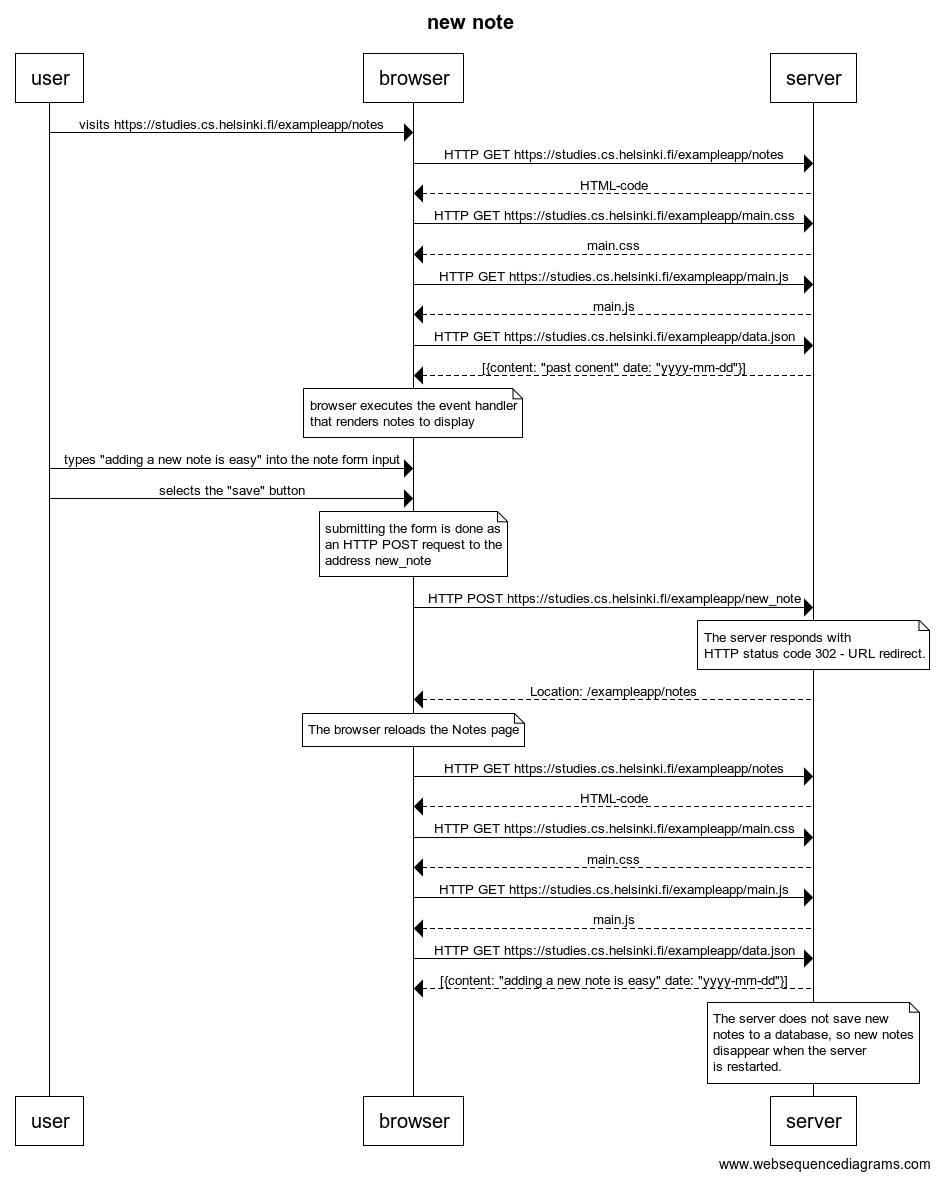 new note
user
browser
server
visits https://studies.cs.helsinki.fi/exampleapp/notes
HTTP GET https://studies.cs.helsinki.fi/exampleapp/notes
HTML-code
HTTP GET https://studies.cs.helsinki.fi/exampleapp/main.css
main.css
HTTP GET https://studies.cs.helsinki.fi/exampleapp/main.js
main.js
HTTP GET https://studies.cs.helsinki.fi/exampleapp/data.json
[{content: "past conent" date: "yyyy-mm-dd"}]
browser executes the event handler
that renders notes to display
types "adding a new note is easy" into the note form input
selects the "save" button
submitting the form is done as
an HTTP POST request to the
address new_note
HTTP POST https://studies.cs.helsinki.fi/exampleapp/new_note
The server responds with
HTTP status code 302 - URL redirect.
Location: /exampleapp/notes
The browser reloads the Notes page
HTTP GET https://studies.cs.helsinki.fi/exampleapp/notes
HTML-code
HTTP GET https://studies.cs.helsinki.fi/exampleapp/main.css
main.css
HTTP GET https://studies.cs.helsinki.fi/exampleapp/main.js
main.js
HTTP GET https://studies.cs.helsinki.fi/exampleapp/data.json
[{content: "adding a new note is easy" date: "yyyy-mm-dd"}]
The server does not save new
notes to a database, so new notes
disappear when the server
is restarted.
user
browser
server
www.websequencediagrams.com